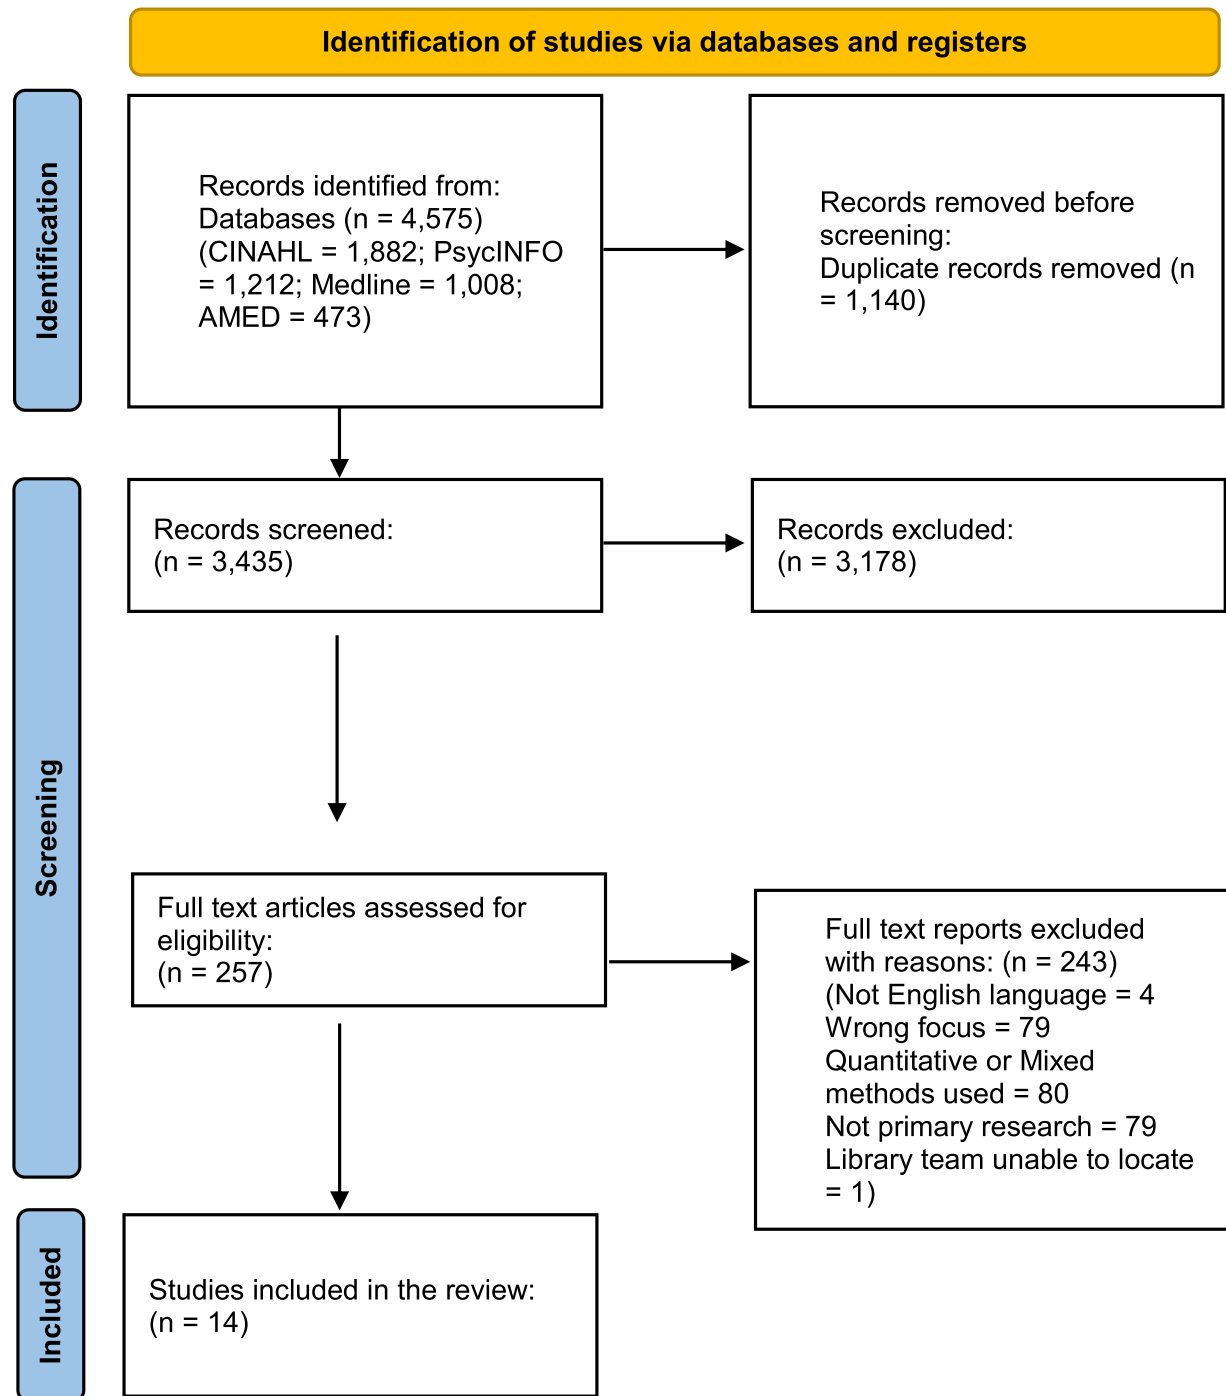 Identification of studies via databases and registers
Identification
Records identified from:
Databases (n = 4,575)
(CINAHL = 1,882; PsycINFO
= 1,212; Medline = 1,008;
AMED = 473)
Records removed before
screening:
Duplicate records removed (n
= 1,140)
Screening
Records screened:
(n = 3,435)
Records excluded:
(n = 3,178)
Full text articles assessed for
eligibility:
(n = 257)
Full text reports excluded
with reasons: (n = 243)
(Not English language = 4
Wrong focus = 79
Quantitative or Mixed
methods used = 80
Not primary research = 79
Library team unable to locate
= 1)
Included
Studies included in the review:
(n = 14)